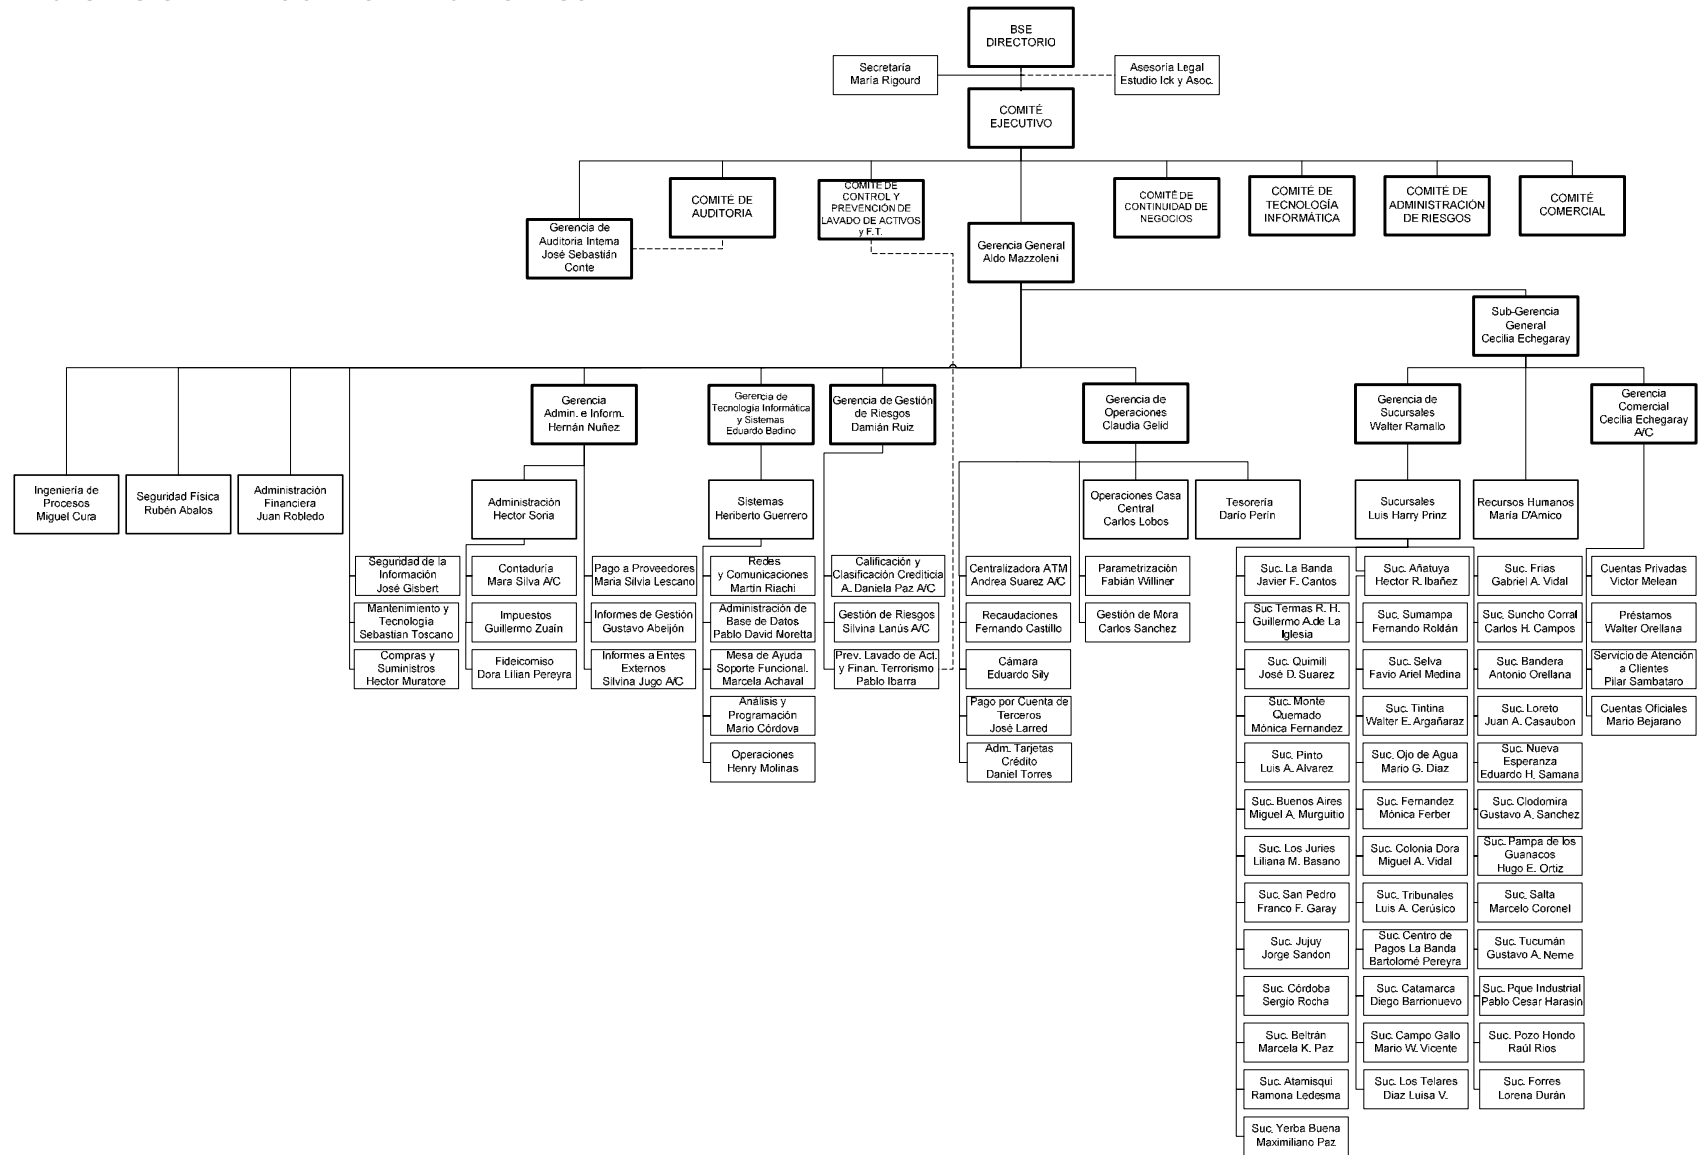 BSE
DIRECTORIO
Secretaría
María Rigourd
Asesoría Legal
Estudio Ick y Asoc.
COMITÉ
EJECUTIVO
COMITÉ DE
AUDITORIA
COMITÉ DE
CONTROL Y
PREVENCIÓN DE
LAVADO DE ACTIVOS
y F.T.
COMITÉ DE
CONTINUIDAD DE
NEGOCIOS
COMITÉ DE
TECNOLOGÍA
INFORMÁTICA
COMITÉ DE
ADMINISTRACIÓN
DE RIESGOS
COMITÉ
COMERCIAL
Gerencia de
Auditoria Interna
José Sebastián
Conte
Gerencia General
Aldo Mazzoleni
Sub-Gerencia
General
Cecilia Echegaray
Gerencia
Admin. e Inform.
Hernán Nuñez
Gerencia de
Tecnología Informática
y Sistemas
Eduardo Badino
Gerencia de Gestión
de Riesgos
Damián Ruiz
Gerencia de
Operaciones
Claudia Gelid
Gerencia de
Sucursales
Walter Ramallo
Gerencia
Comercial
Cecilia Echegaray
A/C
Ingeniería de
Procesos
Miguel Cura
Seguridad Física
Rubén Abalos
Administración
Financiera
Juan Robledo
Administración
Hector Soria
Sistemas
Heriberto Guerrero
Operaciones Casa
Central
Carlos Lobos
Tesorería
Darío Perín
Sucursales
Luis Harry Prinz
Recursos Humanos
María D'Amico
Seguridad de la
Información
José Gisbert
Mantenimiento y
Tecnología
Sebastian Toscano
Compras y
Suministros
Hector Muratore
Contaduría
Mara Silva A/C
Impuestos
Guillermo Zuain
Fideicomiso
Dora Lilian Pereyra
Pago a Proveedores
Maria Silvia Lescano
Informes de Gestión
Gustavo Abeijón
Informes a Entes
Externos
Silvina Jugo A/C
Redes
y Comunicaciones
Martín Riachi
Administración de
Base de Datos
Pablo David Moretta
Mesa de Ayuda
Soporte Funcional.
Marcela Achaval
Análisis y
Programación
Mario Córdova
Operaciones
Henry Molinas
Calificación y
Clasificación Crediticia
A. Daniela Paz A/C
Gestión de Riesgos
Silvina Lanús A/C
Prev. Lavado de Act.
y Finan. Terrorismo
Pablo Ibarra
Centralizadora ATM
Andrea Suarez A/C
Recaudaciones
Fernando Castillo
Cámara
Eduardo Sily
Pago por Cuenta de
Terceros
José Larred
Adm. Tarjetas
Crédito
Daniel Torres
Parametrización
Fabián Williner
Gestión de Mora
Carlos Sanchez
Suc. La Banda
Javier F. Cantos
Suc Termas R. H.
Guillermo A.de La
Iglesia
Suc. Quimili
José D. Suarez
Suc. Monte
Quemado
Mónica Fernandez
Suc. Pinto
Luis A. Alvarez
Suc. Buenos Aires
Miguel A. Murguitio
Suc. Los Juries
Liliana M. Basano
Suc. San Pedro
Franco F. Garay
Suc. Jujuy
Jorge Sandon
Suc. Córdoba
Sergio Rocha
Suc. Beltrán
Marcela K. Paz
Suc. Atamisqui
Ramona Ledesma
Suc. Yerba Buena
Maximiliano Paz
Suc. Añatuya
Hector R. Ibañez
Suc. Sumampa
Fernando Roldán
Suc. Selva
Favio Ariel Medina
Suc. Tintina
Walter E. Argañaraz
Suc. Ojo de Agua
Mario G. Diaz
Suc. Fernandez
Mónica Ferber
Suc. Colonia Dora
Miguel A. Vidal
Suc. Tribunales
Luis A. Cerúsico
Suc. Centro de
Pagos La Banda
Bartolomé Pereyra
Suc. Catamarca
Diego Barrionuevo
Suc. Campo Gallo
Mario W. Vicente
Suc. Los Telares
Diaz Luisa V.
Suc. Frias
Gabriel A. Vidal
Suc. Suncho Corral
Carlos H. Campos
Suc. Bandera
Antonio Orellana
Suc. Loreto
Juan A. Casaubon
Suc. Nueva
Esperanza
Eduardo H. Samana
Suc. Clodomira
Gustavo A. Sanchez
Suc. Pampa de los
Guanacos
Hugo E. Ortiz
Suc. Salta
Marcelo Coronel
Suc. Tucumán
Gustavo A. Neme
Suc. Pque Industrial
Pablo Cesar Harasin
Suc. Pozo Hondo
Raúl Rios
Suc. Forres
Lorena Durán
Cuentas Privadas
Victor Melean
Préstamos
Walter Orellana
Servicio de Atención
a Clientes
Pilar Sambataro
Cuentas Oficiales
Mario Bejarano